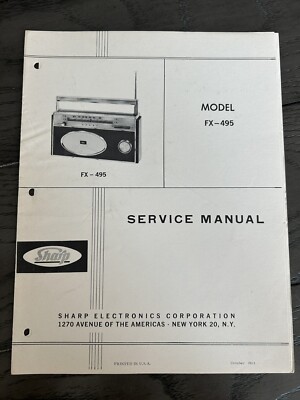 MODEL
FX-495
FX-495
SERVICE MANUAL
Sharp
SHARP ELECTRONICS CORPORATION
1270 AVENUE OF THE AMERICAS - NEW YORK 20, N.Y.
PRINTED IN U.S.A.